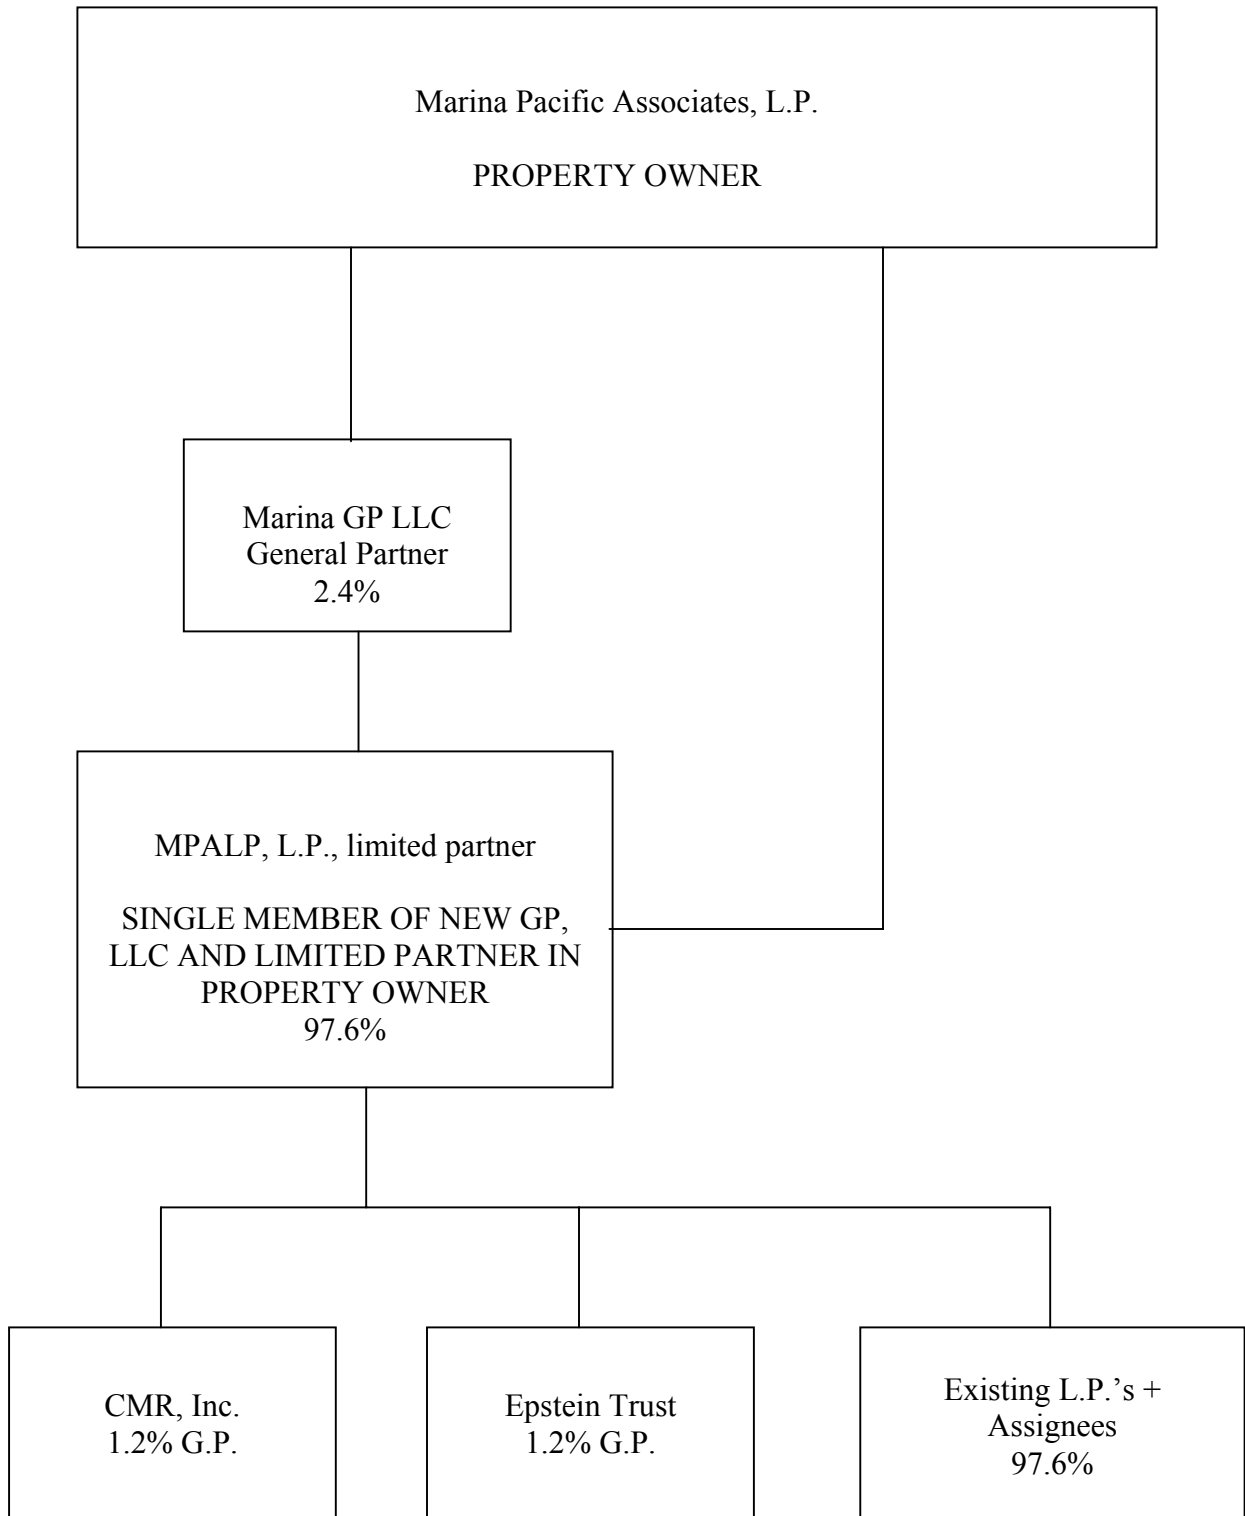 Marina Pacific Associates, L.P.
PROPERTY OWNER
Marina GP LLC
General Partner
2.4%
MPALP, L.P., limited partner
SINGLE MEMBER OF NEW GP,
LLC AND LIMITED PARTNER IN
PROPERTY OWNER
97.6%
CMR, Inc.
1.2% G.P.
Epstein Trust
1.2% G.P.
Existing L.P.’s +
Assignees
97.6%